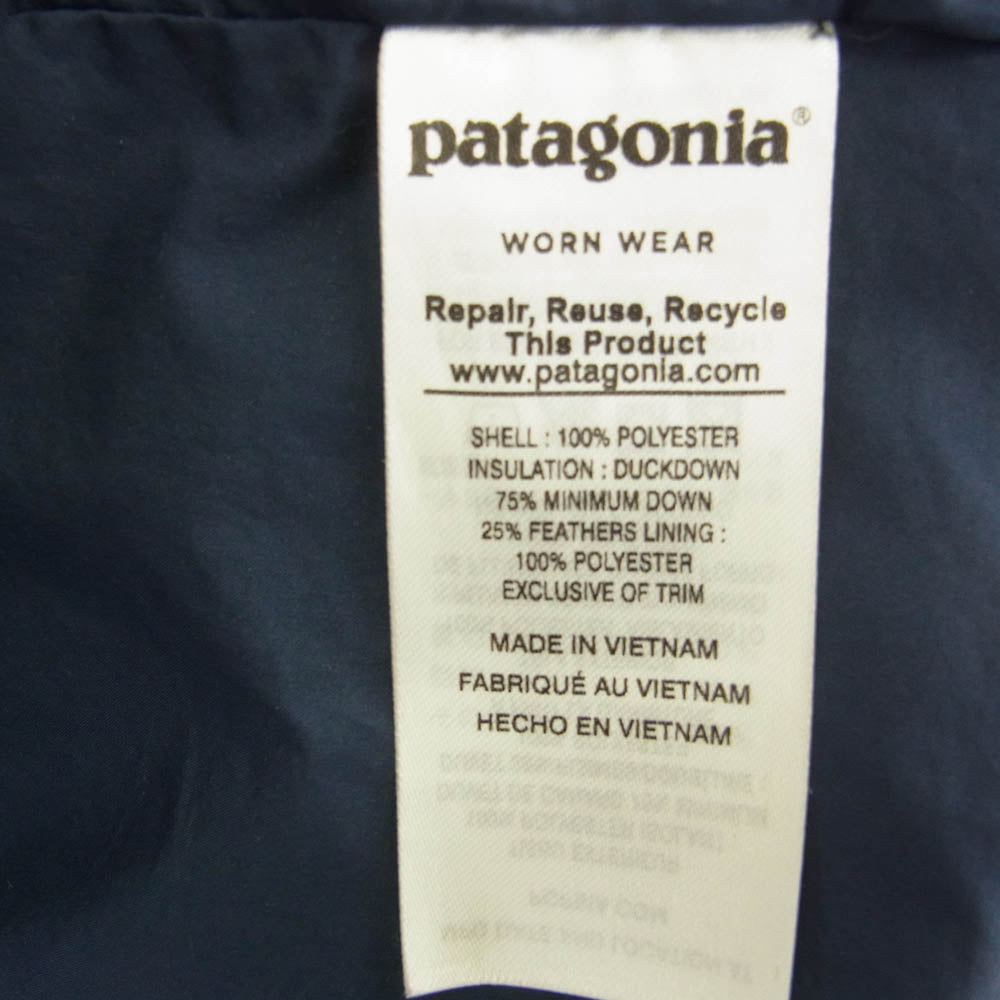 patagonia®
WORN WEAR
Repair, Reuse, Recycle
This Product
www.patagonia.com
SHELL : 100% POLYESTER
INSULATION : DUCKDOWN
75% MINIMUM DOWN
25% FEATHERS LINING :
100% POLYESTER
EXCLUSIVE OF TRIM
MADE IN VIETNAM
FABRIQUÉ AU VIETNAM
HECHO EN VIETNAM